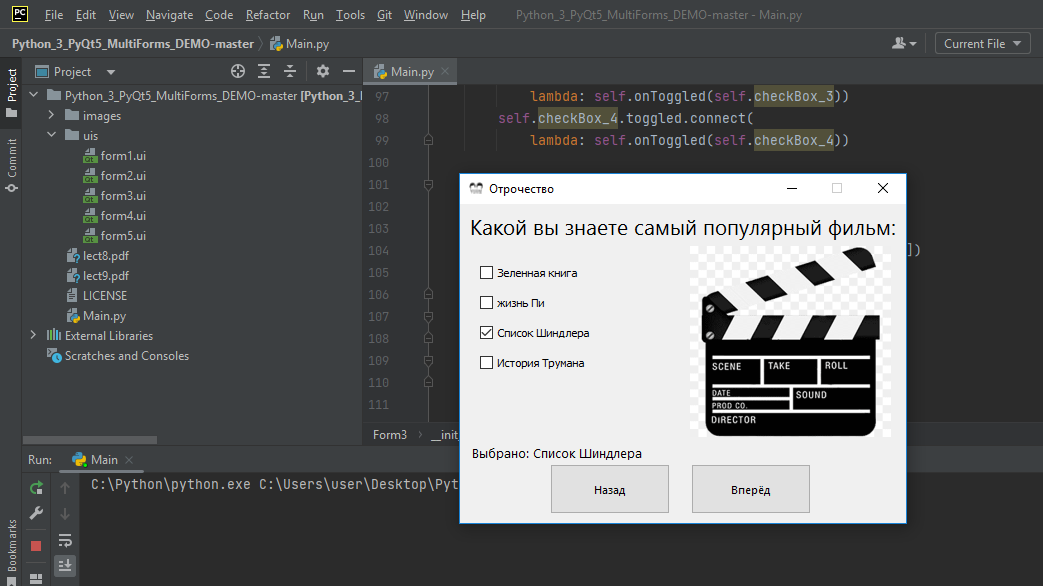 PC File Edit View Navigate Code Refactor Run Tools Git Window Help Python_3_PyQt5_MultiForms_DEMO-master - Main.py
Python_3_PyQt5_MultiForms_DEMO-master Main.py Current File
Project Project Main.py
Python_3_PyQt5_MultiForms_DEMO-master [Python_3_
images
uis
form1.ui
form2.ui
form3.ui
form4.ui
form5.ui
lect8.pdf
lect9.pdf
LICENSE
Main.py
External Libraries
Scratches and Consoles
Commit
97 lambda: self.onToggled(self.checkBox_3))
98 self.checkBox_4.toggled.connect(
99 lambda: self.onToggled(self.checkBox_4))
100
101
102
103
104 ])
105
106
107
108
109
110
111
Form3 __init
Отрочество
Какой вы знаете самый популярный фильм:
Зеленная книга
жизнь Пи
Список Шиндлера
История Трумана
SCENE TAKE ROLL
DATE SOUND
PROD CO.
DIRECTOR
Выбрано: Список Шиндлера
Назад Вперёд
Run: Main
C:\Python\python.exe C:\Users\user\Desktop\Pyt
Bookmarks